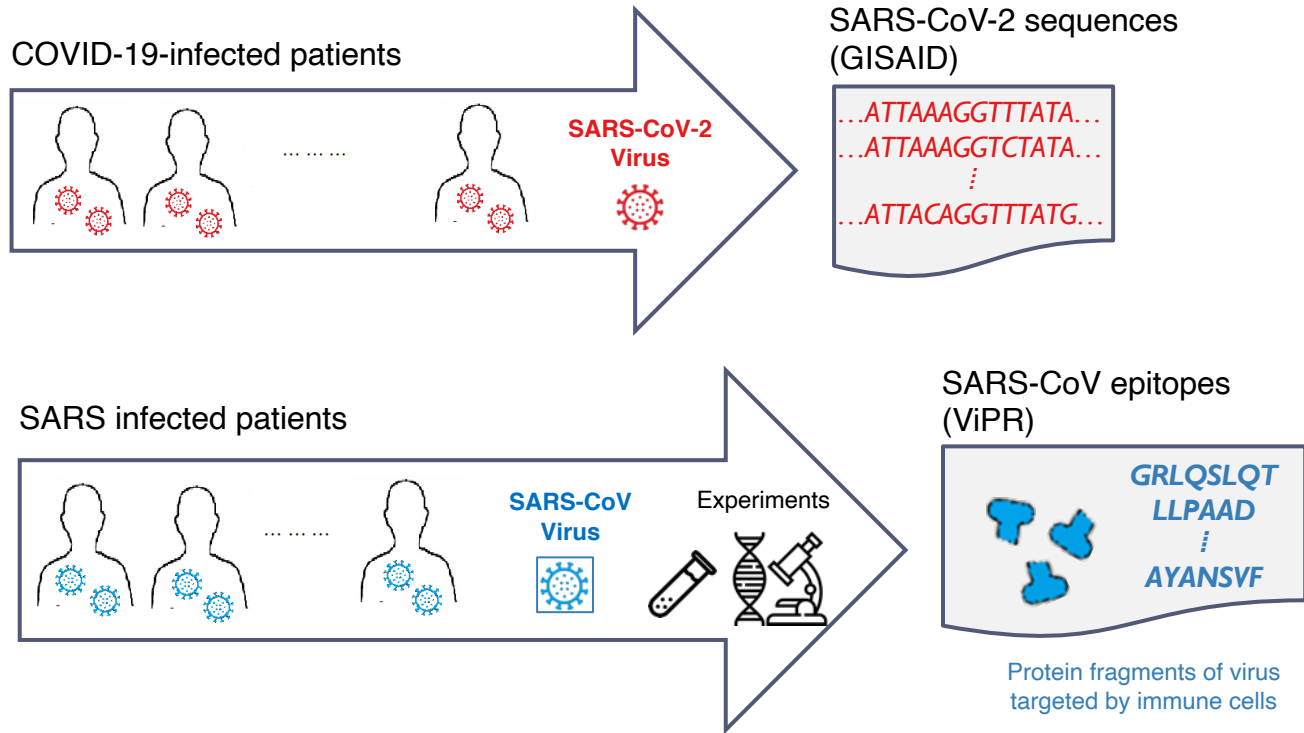 COVID-19-infected patients
... ... ...
SARS-CoV-2
Virus
SARS-CoV-2 sequences
(GISAID)
...ATTAAAGGTTTATA...
...ATTAAAGGTCTATA...
...ATTACAGGTTTATG...
SARS infected patients
... ... ...
SARS-CoV
Virus
Experiments
SARS-CoV epitopes
(ViPR)
GRLQSLQT
LLPAAD
AYANSVF
Protein fragments of virus
targeted by immune cells